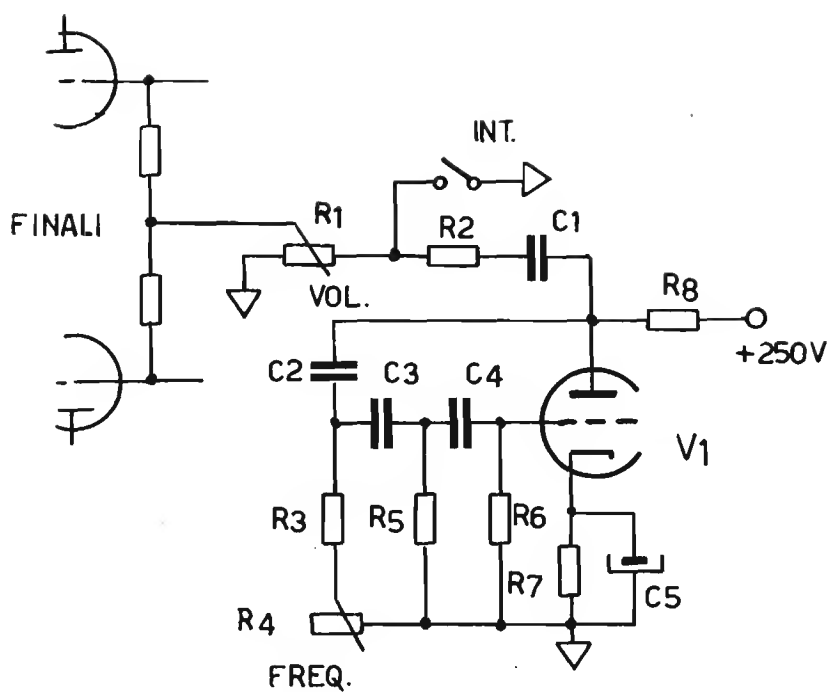 INT.
FINALI
R1
R2
C1
VOL.
R8
+250V
C2
C3
C4
V1
R3
R5
R6
R7
C5
R4
FREQ.